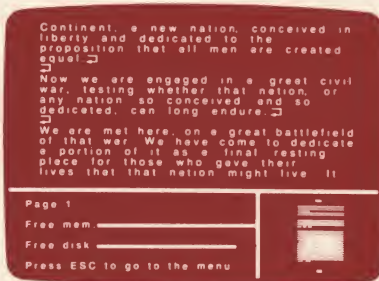 Continent, a new nation, conceived in
liberty and dedicated to the
proposition that all men are created
equal.
Now we are engaged in a great civil
war, testing whether that nation, or
any nation so conceived and so
dedicated, can long endure.
We are met here, on a great battlefield
of that war. We have come to dedicate
a portion of it as a final resting
place for those who gave their
lives that that nation might live. It
Page 1
Free mem.
Free disk
Press ESC to go to the menu